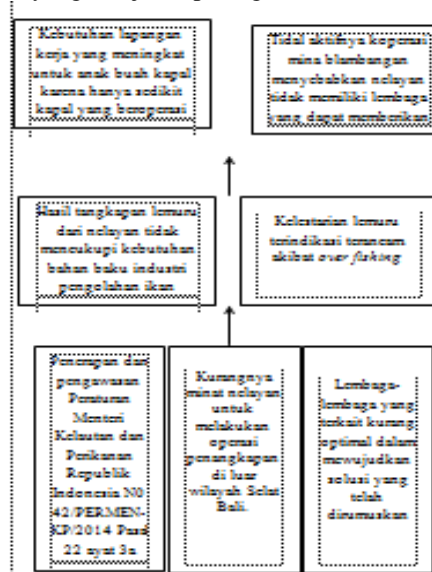 Kebutuhan lapangan
kerja yang meningkat
untuk anak buah kapal
karena hanya sedikit
kapal yang beroperasi
Tidal aktifnya koperasi
mina blambangan
menyebabkan nelayan
tidak memiliki lembaga
yang dapat memberikan
Hasil tangkapan lemuru
dari nelayan tidak
mencukupi kebutuhan
bahan baku industri
pengolahan ikan
Kelestarian lemuru
terindikasi terancam
akibat over fishing
Penerapan dan
pengawasan
Peraturan
Menteri
Kelautan dan
Perikanan
Republik
Indonesia N0
42/PERMEN-
KP/2014 Pasal
22 ayat 3a
Kurangnya
minat nelayan
untuk
melakukan
operasi
penangkapan
di luar
wilayah Selat
Bali.
Lembaga-
lembaga yang
terkait kurang
optimal dalam
mewujudkan
solusi yang
telah
dirumuskan